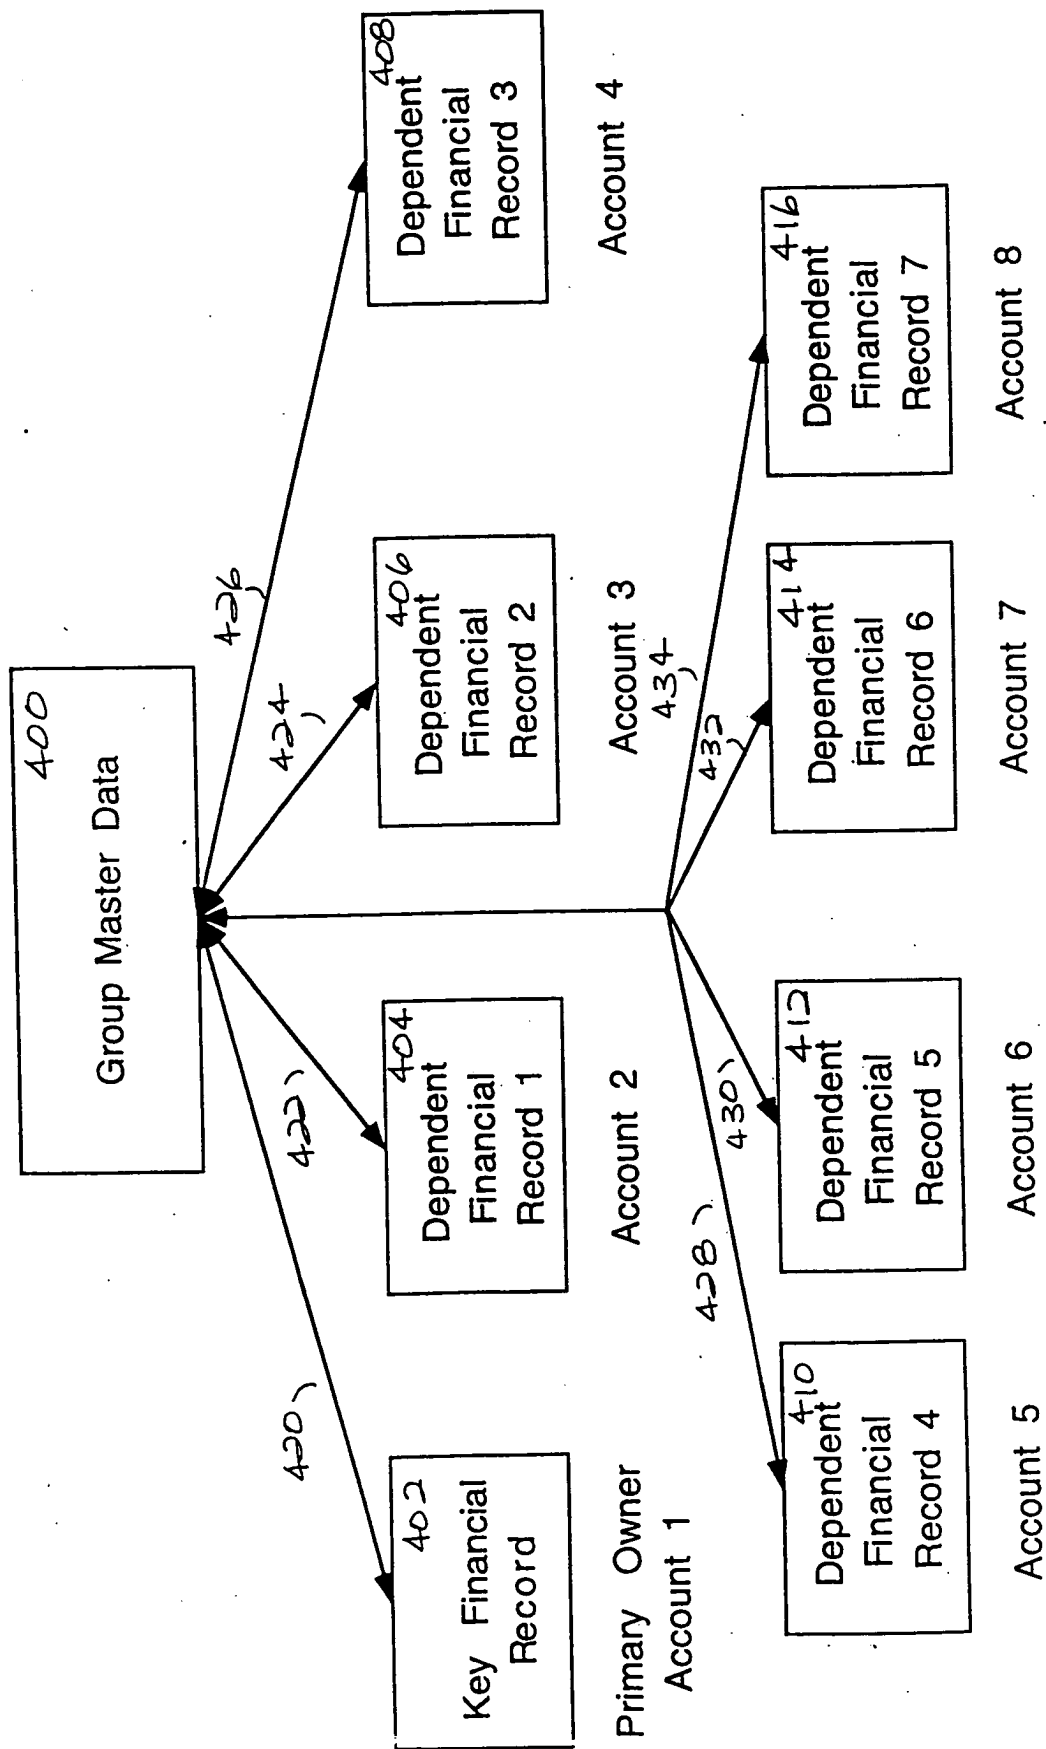 400
Group Master Data
420
422
424
426
402
Key Financial
Record
Primary Owner
Account 1
404
Dependent
Financial
Record 1
Account 2
406
Dependent
Financial
Record 2
Account 3
408
Dependent
Financial
Record 3
Account 4
428
430
432
434
410
Dependent
Financial
Record 4
Account 5
412
Dependent
Financial
Record 5
Account 6
414
Dependent
Financial
Record 6
Account 7
416
Dependent
Financial
Record 7
Account 8